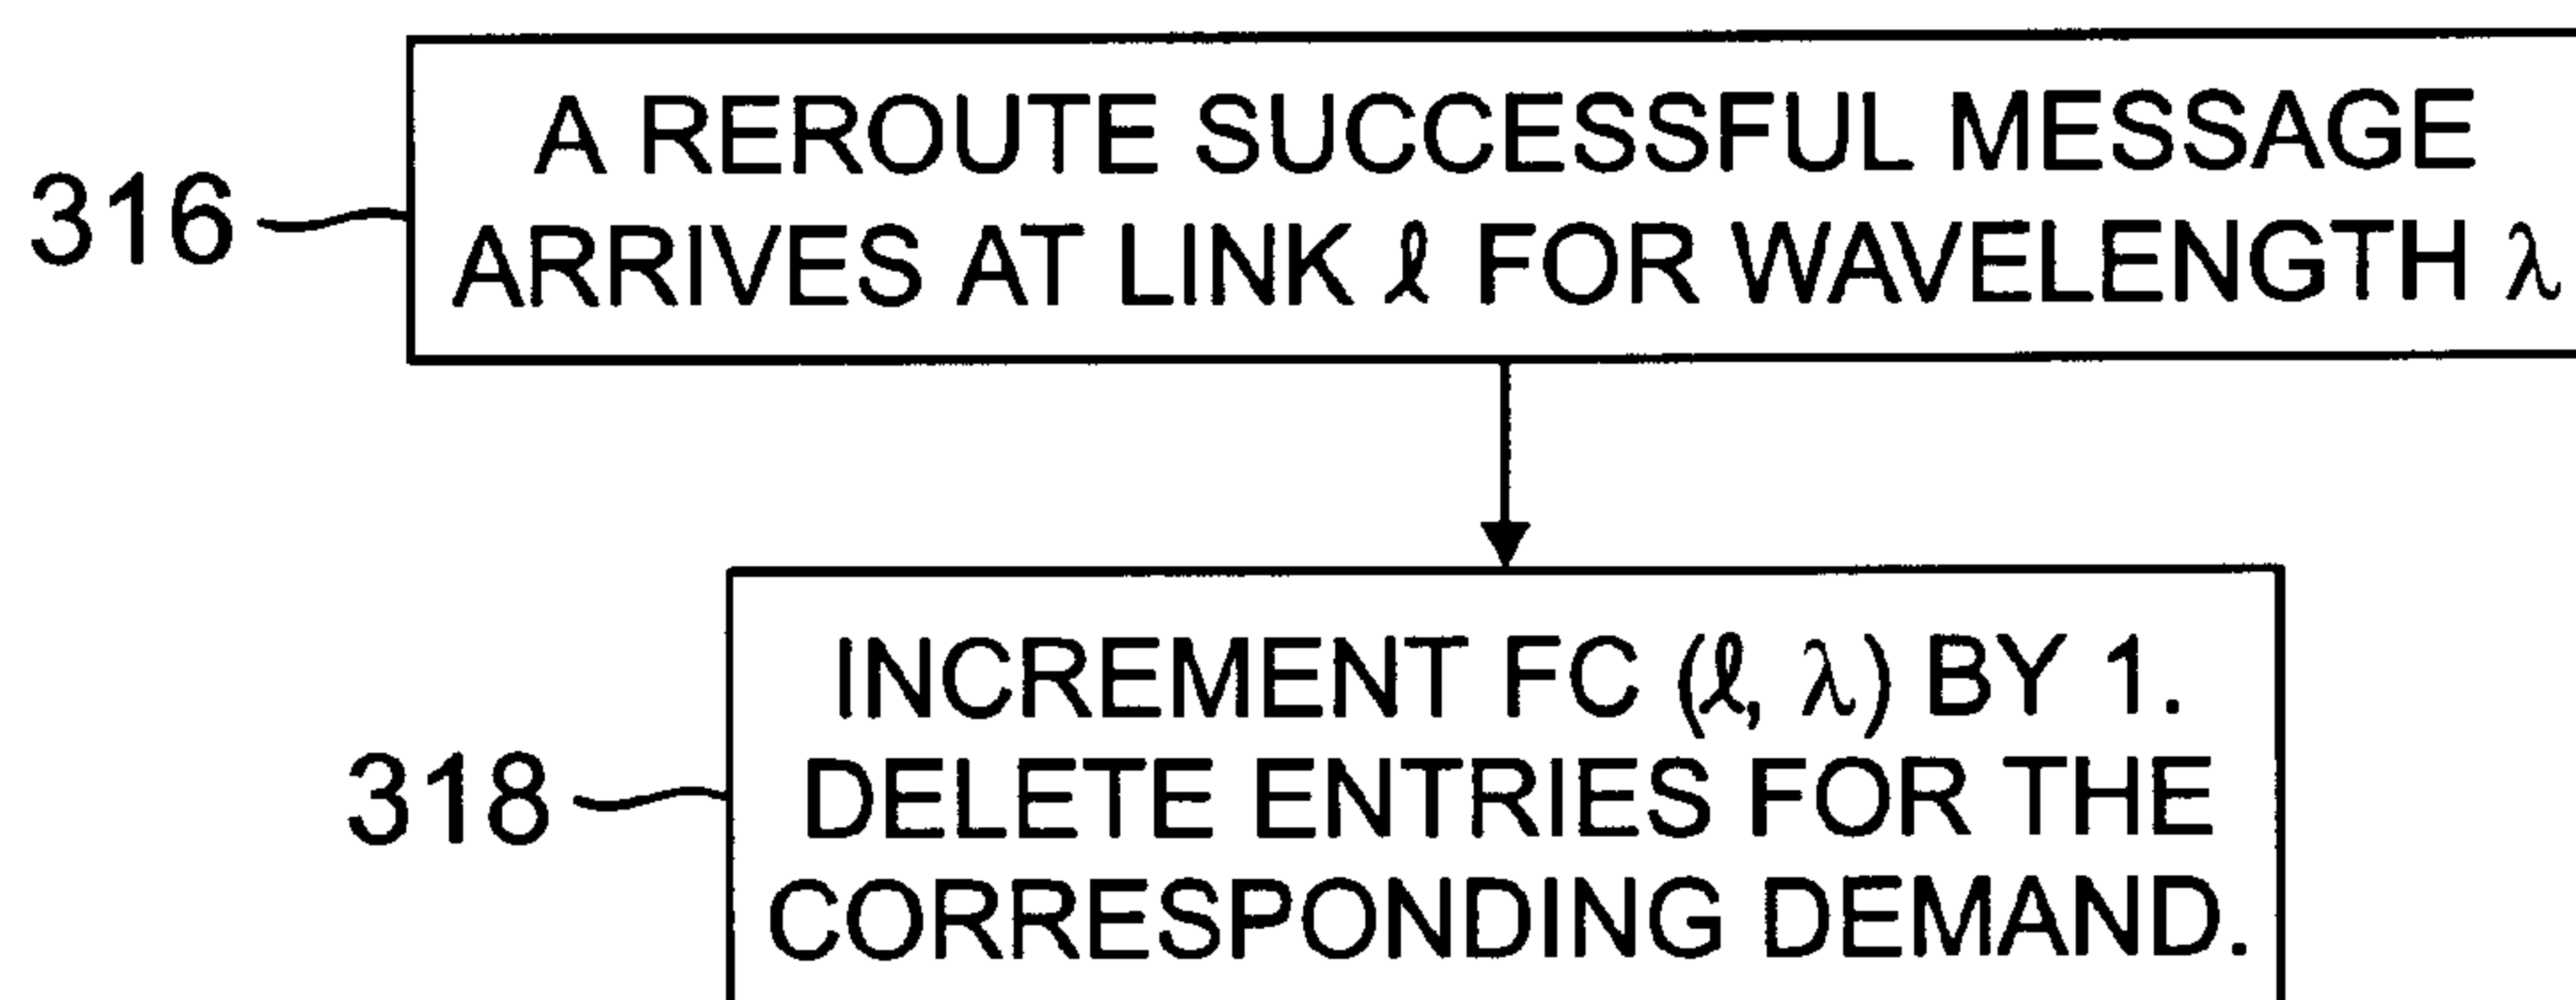 316
A REROUTE SUCCESSFUL MESSAGE
ARRIVES AT LINK ℓ FOR WAVELENGTH λ
318
INCREMENT FC (ℓ, λ) BY 1.
DELETE ENTRIES FOR THE
CORRESPONDING DEMAND.